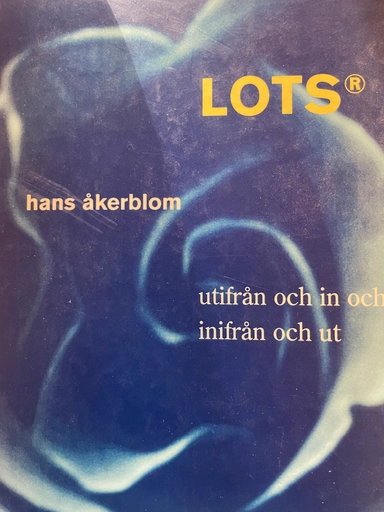 LOTS®
hans åkerblom
utifrån och in och
inifrån och ut